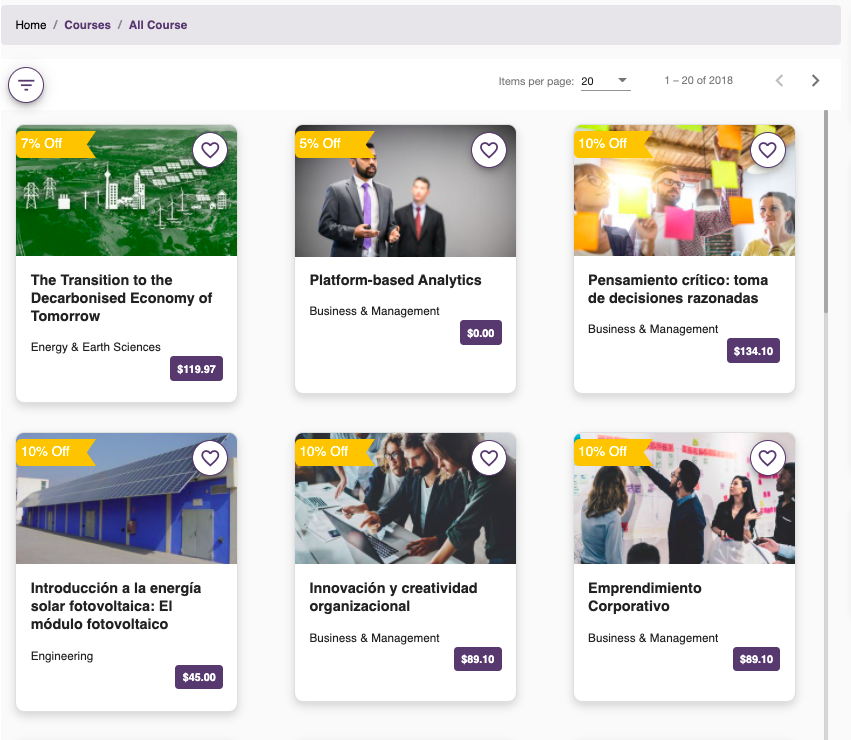 Home / Courses / All Course
Items per page: 20 1 – 20 of 2018
7% Off
The Transition to the
Decarbonised Economy of
Tomorrow
Energy & Earth Sciences
$119.97
5% Off
Platform-based Analytics
Business & Management
$0.00
10% Off
Pensamiento crítico: toma
de decisiones razonadas
Business & Management
$134.10
10% Off
Introducción a la energía
solar fotovoltaica: El
módulo fotovoltaico
Engineering
$45.00
10% Off
Innovación y creatividad
organizacional
Business & Management
$89.10
10% Off
Emprendimiento
Corporativo
Business & Management
$89.10